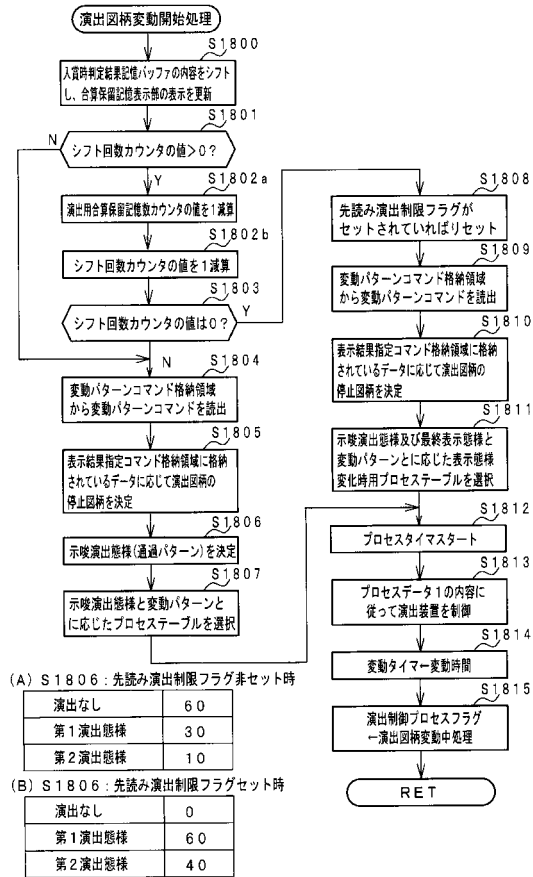 演出図柄変動開始処理
S1800
入賞時判定結果記憶バッファの内容をシフト
し、合算保留記憶表示部の表示を更新
S1801
シフト回数カウンタの値>0?
N
Y
S1802a
演出用合算保留記憶数カウンタの値を1減算
S1802b
シフト回数カウンタの値を1減算
S1803
シフト回数カウンタの値は0?
Y
N
S1804
変動パターンコマンド格納領域
から変動パターンコマンドを読出
S1805
表示結果指定コマンド格納領域に格納
されているデータに応じて演出図柄の
停止図柄を決定
S1806
示唆演出態様(通過パターン)を決定
S1807
示唆演出態様と変動パターンと
に応じたプロセステーブルを選択
S1808
先読み演出制限フラグが
セットされていればリセット
S1809
変動パターンコマンド格納領域
から変動パターンコマンドを読出
S1810
表示結果指定コマンド格納領域に格納
されているデータに応じて演出図柄の
停止図柄を決定
S1811
示唆演出態様及び最終表示態様と
変動パターンとに応じた表示態様
変化時用プロセステーブルを選択
S1812
プロセスタイマスタート
S1813
プロセスデータ1の内容に
従って演出装置を制御
S1814
変動タイマ←変動時間
S1815
演出制御プロセスフラグ
←演出図柄変動中処理
RET
(A) S1806:先読み演出制限フラグ非セット時
演出なし 60
第1演出態様 30
第2演出態様 10
(B) S1806:先読み演出制限フラグセット時
演出なし 0
第1演出態様 60
第2演出態様 40